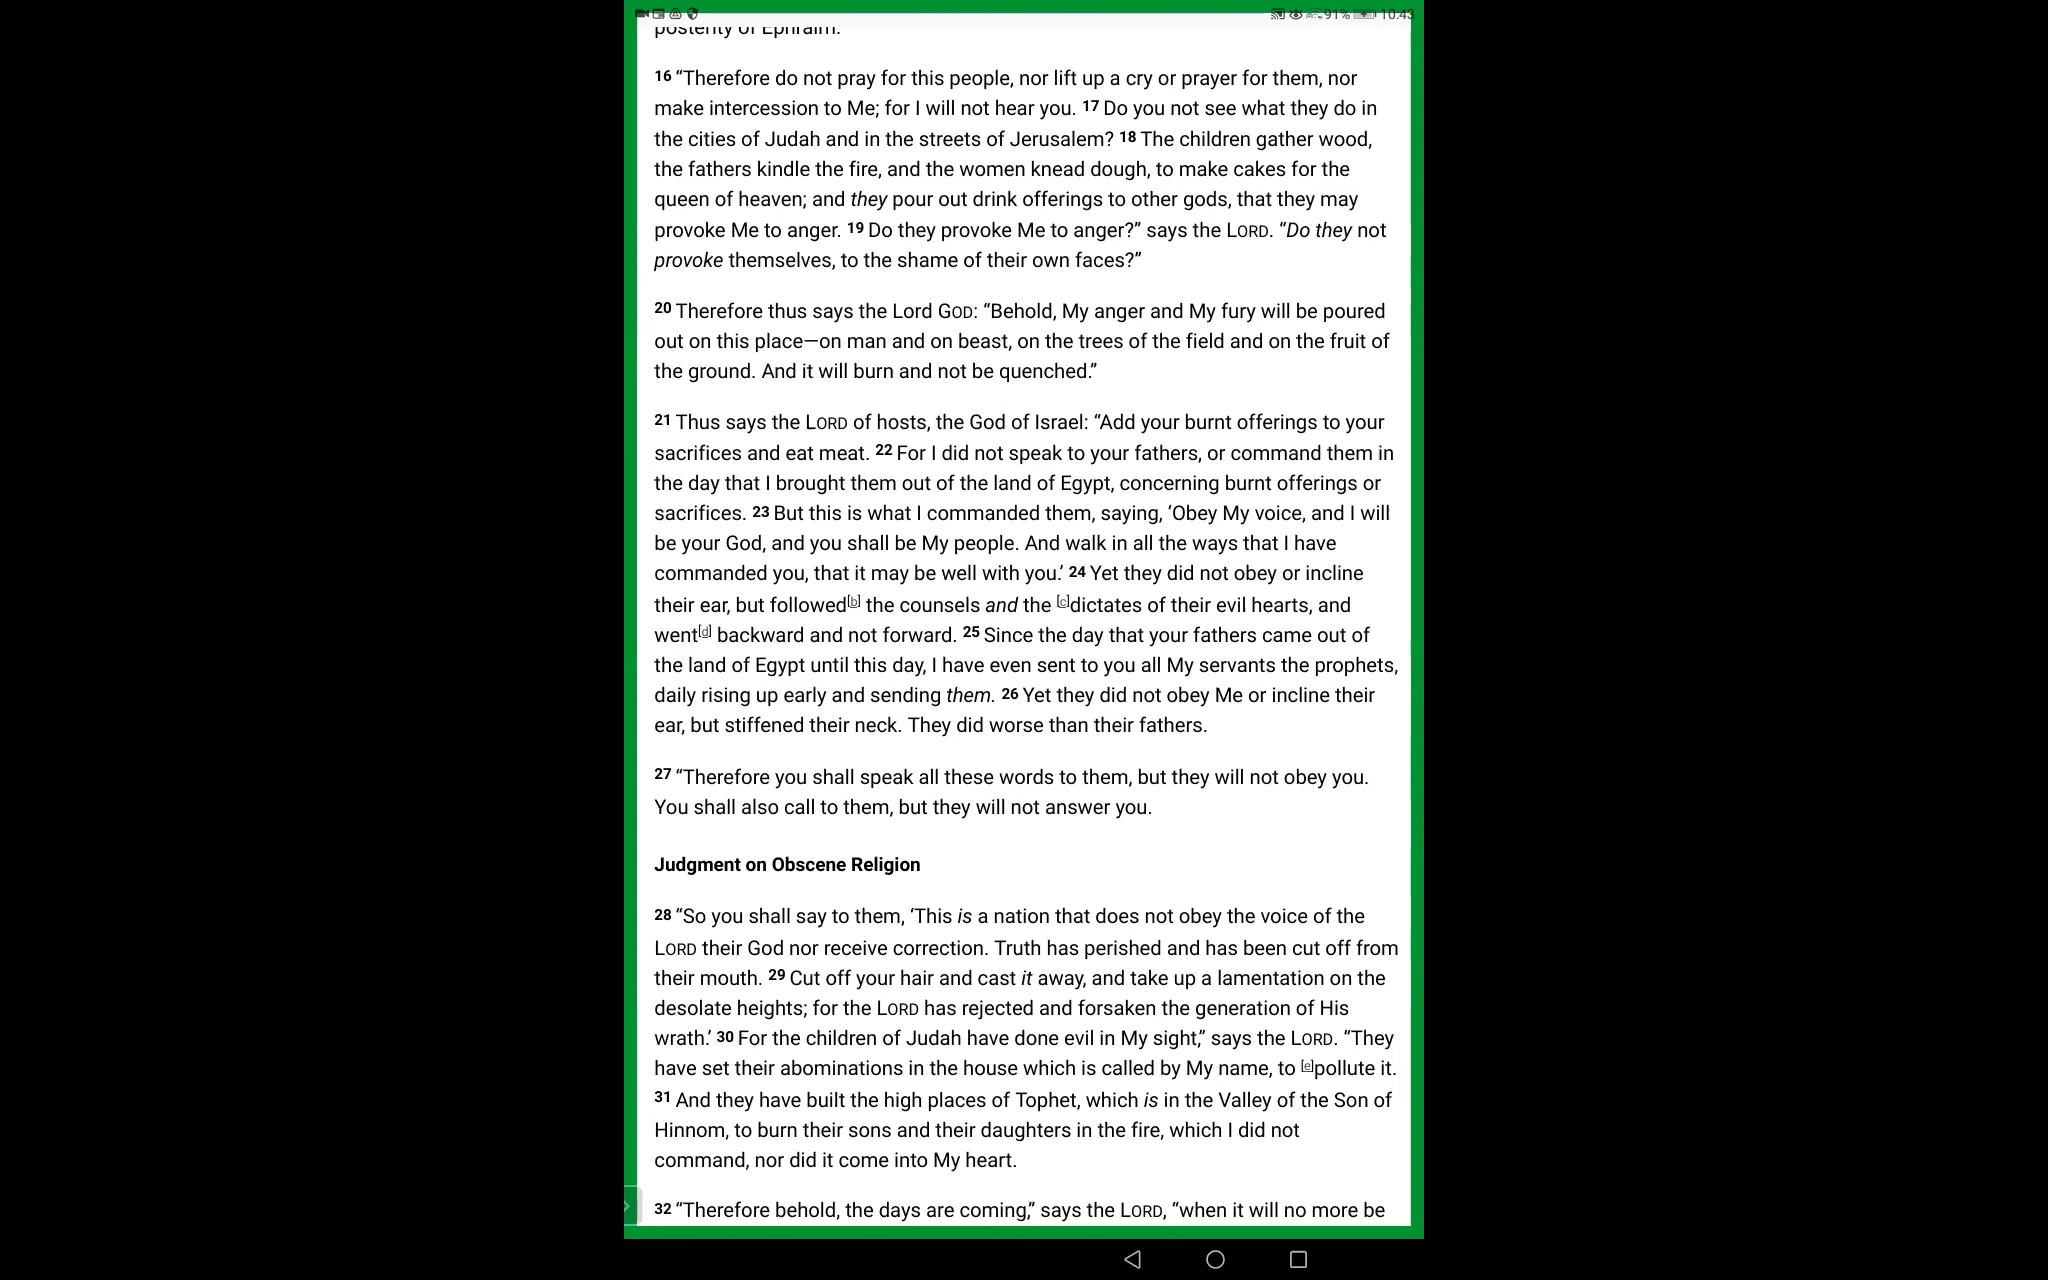 91% 10:43
posterity of Ephraim.
16 “Therefore do not pray for this people, nor lift up a cry or prayer for them, nor
make intercession to Me; for I will not hear you. 17 Do you not see what they do in
the cities of Judah and in the streets of Jerusalem? 18 The children gather wood,
the fathers kindle the fire, and the women knead dough, to make cakes for the
queen of heaven; and they pour out drink offerings to other gods, that they may
provoke Me to anger. 19 Do they provoke Me to anger?” says the LORD. “Do they not
provoke themselves, to the shame of their own faces?”
20 Therefore thus says the Lord GOD: “Behold, My anger and My fury will be poured
out on this place—on man and on beast, on the trees of the field and on the fruit of
the ground. And it will burn and not be quenched.”
21 Thus says the LORD of hosts, the God of Israel: “Add your burnt offerings to your
sacrifices and eat meat. 22 For I did not speak to your fathers, or command them in
the day that I brought them out of the land of Egypt, concerning burnt offerings or
sacrifices. 23 But this is what I commanded them, saying, ‘Obey My voice, and I will
be your God, and you shall be My people. And walk in all the ways that I have
commanded you, that it may be well with you.’ 24 Yet they did not obey or incline
their ear, but followed[b] the counsels and the [c]dictates of their evil hearts, and
went[d] backward and not forward. 25 Since the day that your fathers came out of
the land of Egypt until this day, I have even sent to you all My servants the prophets,
daily rising up early and sending them. 26 Yet they did not obey Me or incline their
ear, but stiffened their neck. They did worse than their fathers.
27 “Therefore you shall speak all these words to them, but they will not obey you.
You shall also call to them, but they will not answer you.
Judgment on Obscene Religion
28 “So you shall say to them, ‘This is a nation that does not obey the voice of the
LORD their God nor receive correction. Truth has perished and has been cut off from
their mouth. 29 Cut off your hair and cast it away, and take up a lamentation on the
desolate heights; for the LORD has rejected and forsaken the generation of His
wrath.’ 30 For the children of Judah have done evil in My sight,” says the LORD. “They
have set their abominations in the house which is called by My name, to [e]pollute it.
31 And they have built the high places of Tophet, which is in the Valley of the Son of
Hinnom, to burn their sons and their daughters in the fire, which I did not
command, nor did it come into My heart.
32 “Therefore behold, the days are coming,” says the LORD, “when it will no more be